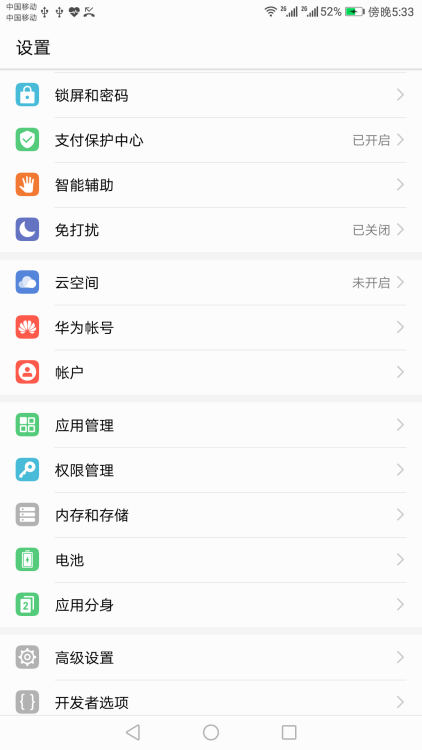 中国移动
中国移动
2G 2G 52% 傍晚5:33
设置
锁屏和密码
支付保护中心 已开启
智能辅助
免打扰 已关闭
云空间 未开启
华为帐号
帐户
应用管理
权限管理
内存和存储
电池
2 应用分身
高级设置
{ } 开发者选项